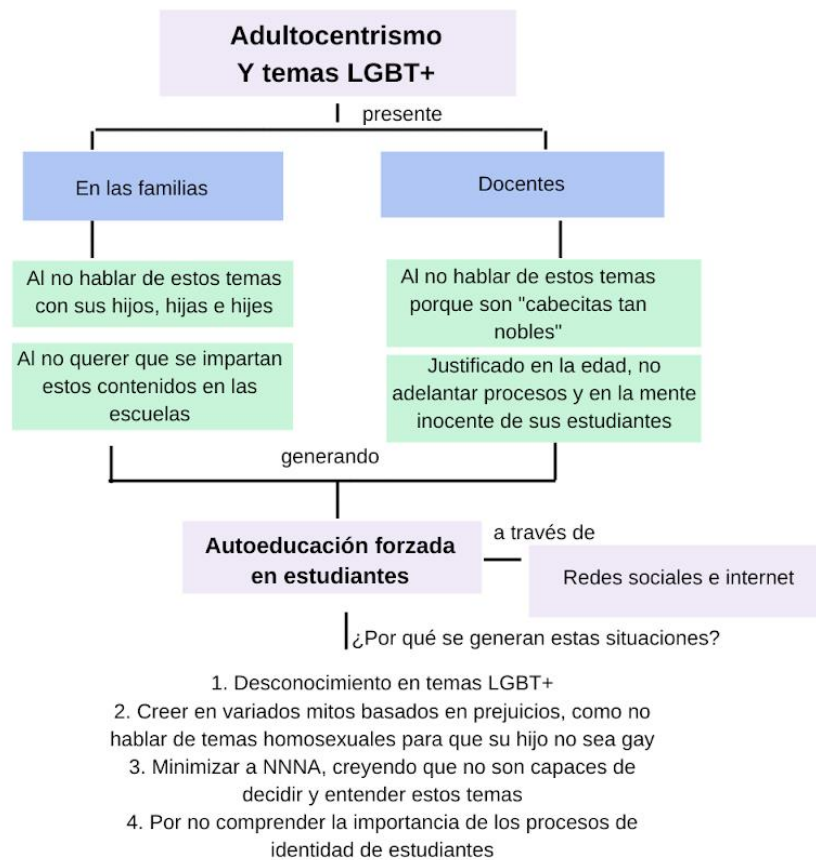 Adultocentrismo
Y temas LGBT+
presente
En las familias
Docentes
Al no hablar de estos temas
con sus hijos, hijas e hijes
Al no querer que se impartan
estos contenidos en las
escuelas
Al no hablar de estos temas
porque son "cabecitas tan
nobles"
Justificado en la edad, no
adelantar procesos y en la mente
inocente de sus estudiantes
generando
Autoeducación forzada
en estudiantes
a través de
Redes sociales e internet
¿Por qué se generan estas situaciones?
1. Desconocimiento en temas LGBT+
2. Creer en variados mitos basados en prejuicios, como no
hablar de temas homosexuales para que su hijo no sea gay
3. Minimizar a NNNA, creyendo que no son capaces de
decidir y entender estos temas
4. Por no comprender la importancia de los procesos de
identidad de estudiantes